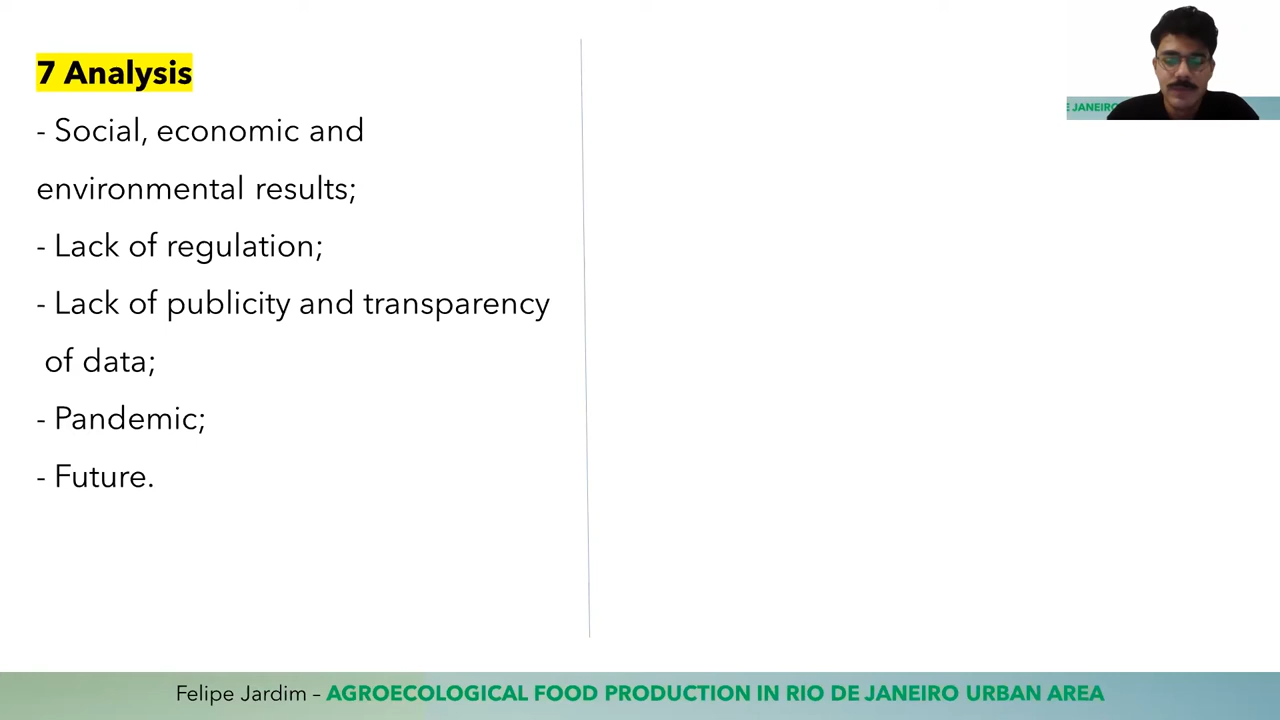 7 Analysis
- Social, economic and
environmental results;
- Lack of regulation;
- Lack of publicity and transparency
of data;
- Pandemic;
- Future.
E JANEIRO
Felipe Jardim – AGROECOLOGICAL FOOD PRODUCTION IN RIO DE JANEIRO URBAN AREA